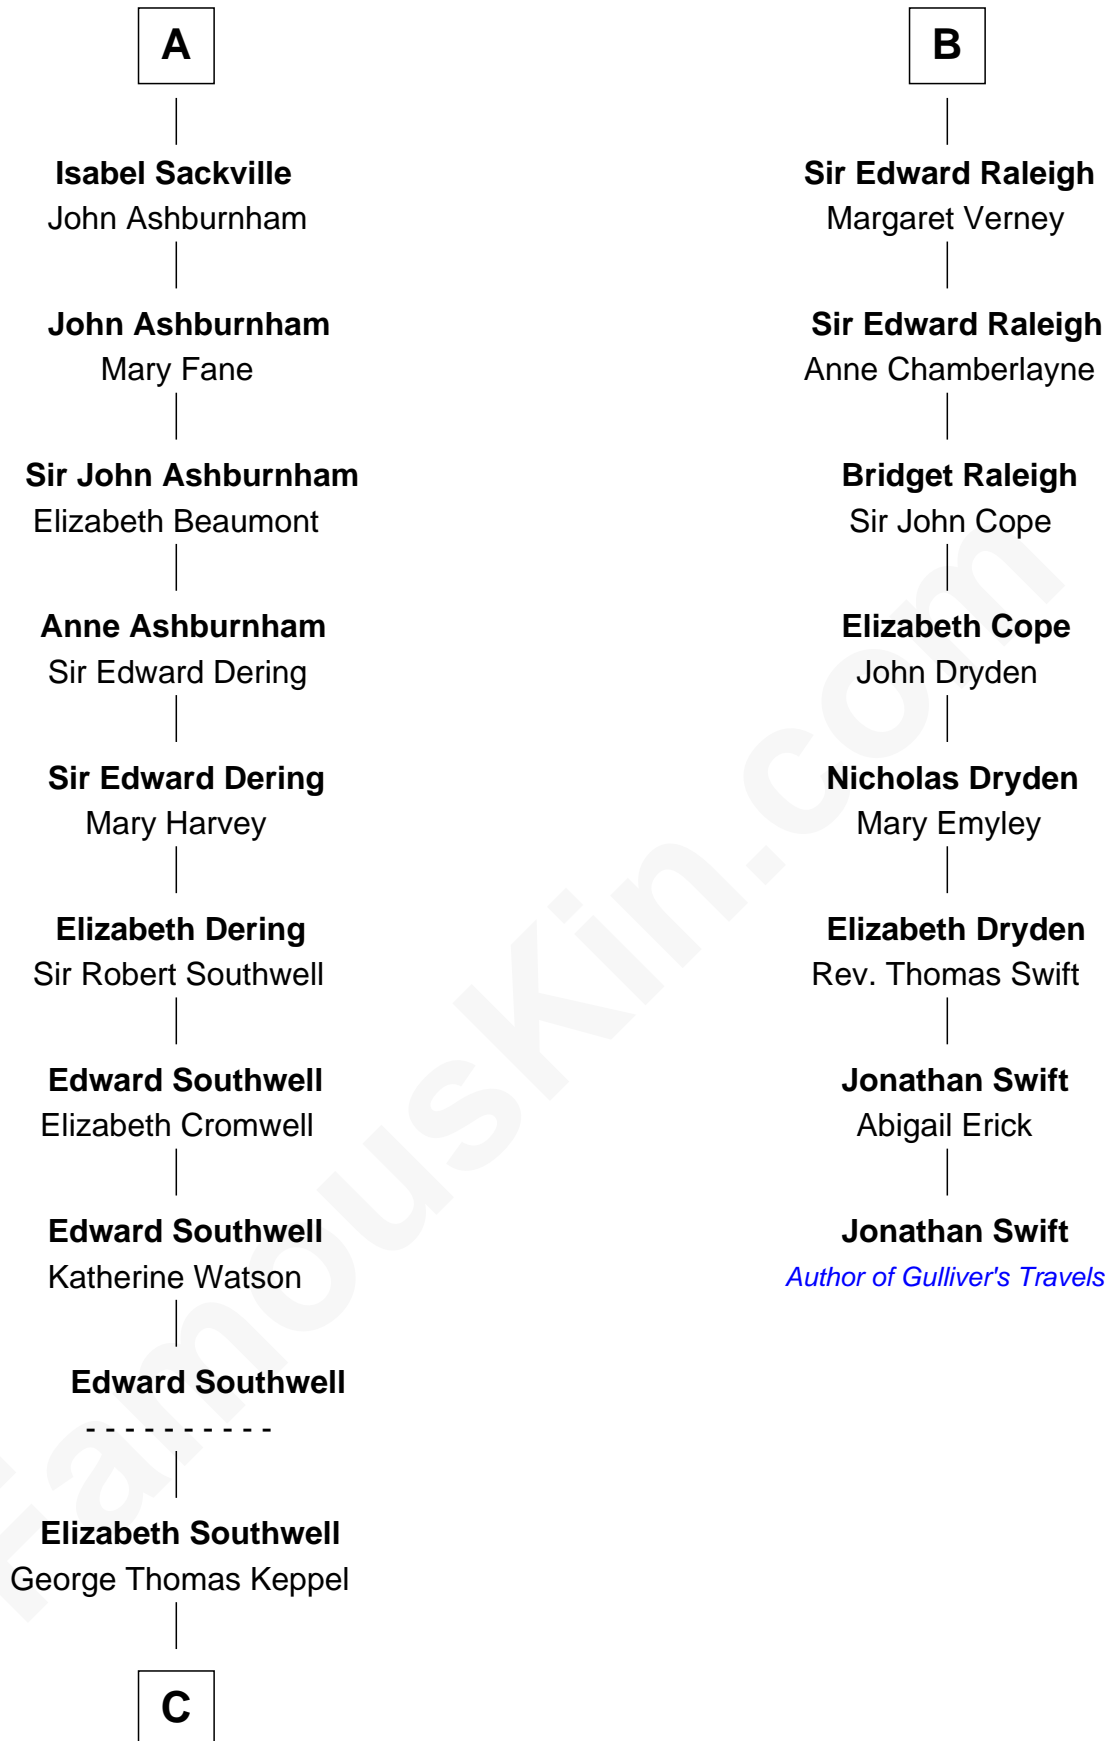 A
Isabel Sackville
John Ashburnham
John Ashburnham
Mary Fane
Sir John Ashburnham
Elizabeth Beaumont
Anne Ashburnham
Sir Edward Dering
Sir Edward Dering
Mary Harvey
Elizabeth Dering
Sir Robert Southwell
Edward Southwell
Elizabeth Cromwell
Edward Southwell
Katherine Watson
Edward Southwell
- - - - - - - - - -
Elizabeth Southwell
George Thomas Keppel
C
B
Sir Edward Raleigh
Margaret Verney
Sir Edward Raleigh
Anne Chamberlayne
Bridget Raleigh
Sir John Cope
Elizabeth Cope
John Dryden
Nicholas Dryden
Mary Emyley
Elizabeth Dryden
Rev. Thomas Swift
Jonathan Swift
Abigail Erick
Jonathan Swift
Author of Gulliver's Travels
FamousKin.com